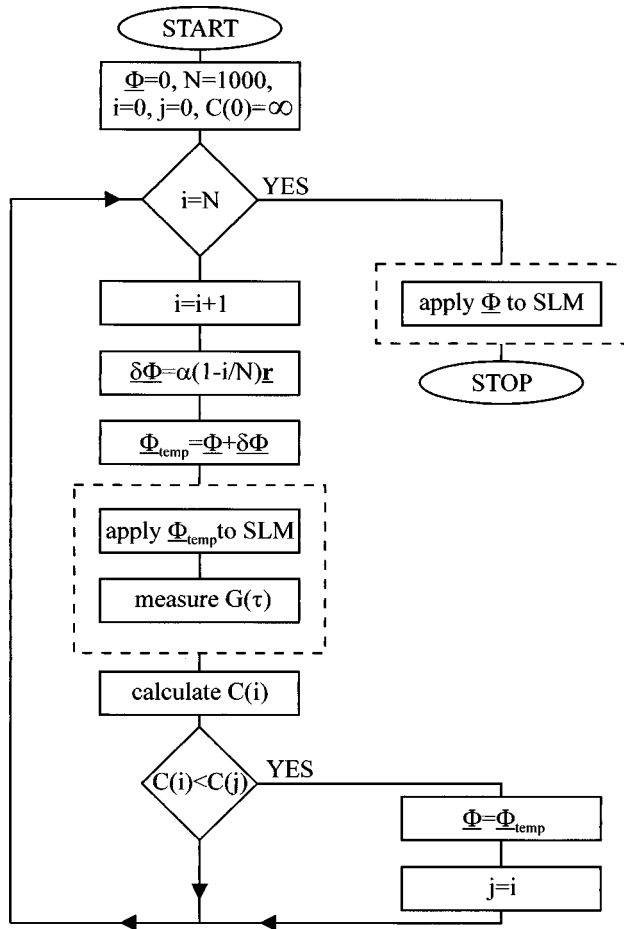 START
Φ=0, N=1000,
i=0, j=0, C(0)=∞
i=N
YES
i=i+1
apply Φ to SLM
δΦ=α(1-i/N)r
STOP
Φtemp=Φ+δΦ
apply Φtemp to SLM
measure G(τ)
calculate C(i)
C(i)<C(j)
YES
Φ=Φtemp
j=i